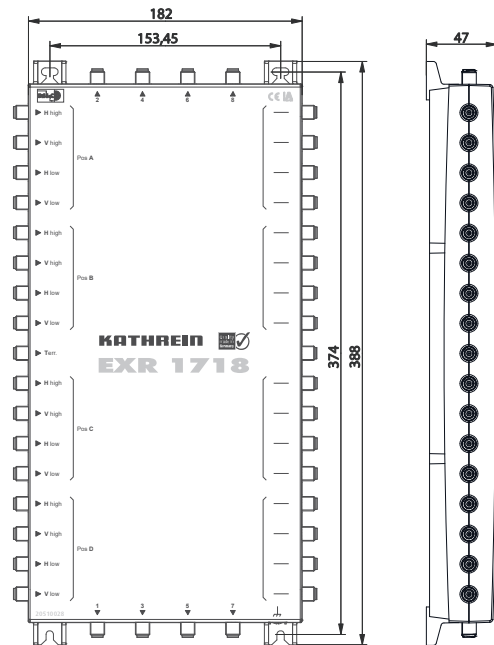 182
153,45
47
2 4 6 8
H high
V high
H low
V low
Pos A
H high
V high
H low
V low
Pos B
KATHREIN
EXR 1718
Terr.
374
388
H high
V high
H low
V low
Pos C
H high
V high
H low
V low
Pos D
20510020
1 3 5 7